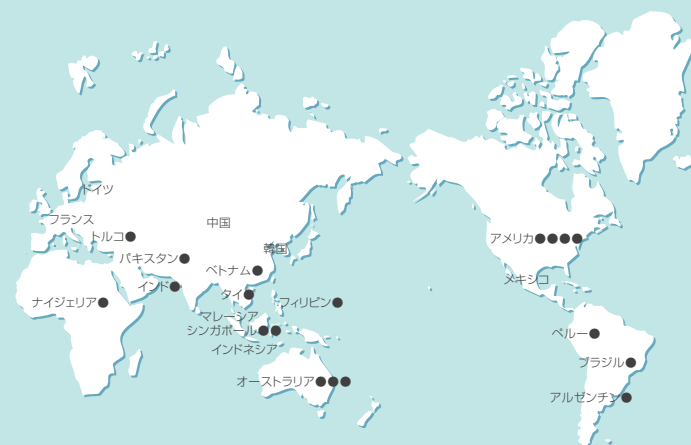 ドイツ
フランス
中国
トルコ●
アメリカ●●●●
韓国
パキスタン●
ベトナム●
メキシコ
インド●
タイ●
ナイジェリア●
フィリピン●
マレーシア
シンガポール●●
ペルー●
インドネシア
ブラジル●
オーストラリア●●●
アルゼンチン●